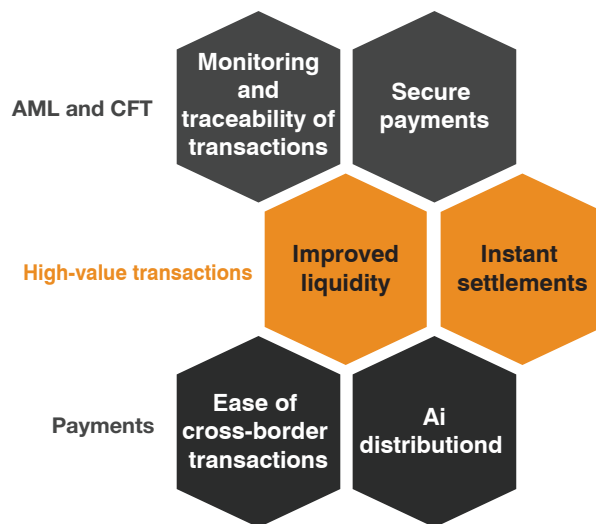 AML and CFT
Monitoring
and
traceability of
transactions
Secure
payments
High-value transactions
Improved
liquidity
Instant
settlements
Payments
Ease of
cross-border
transactions
Ai
distributiond